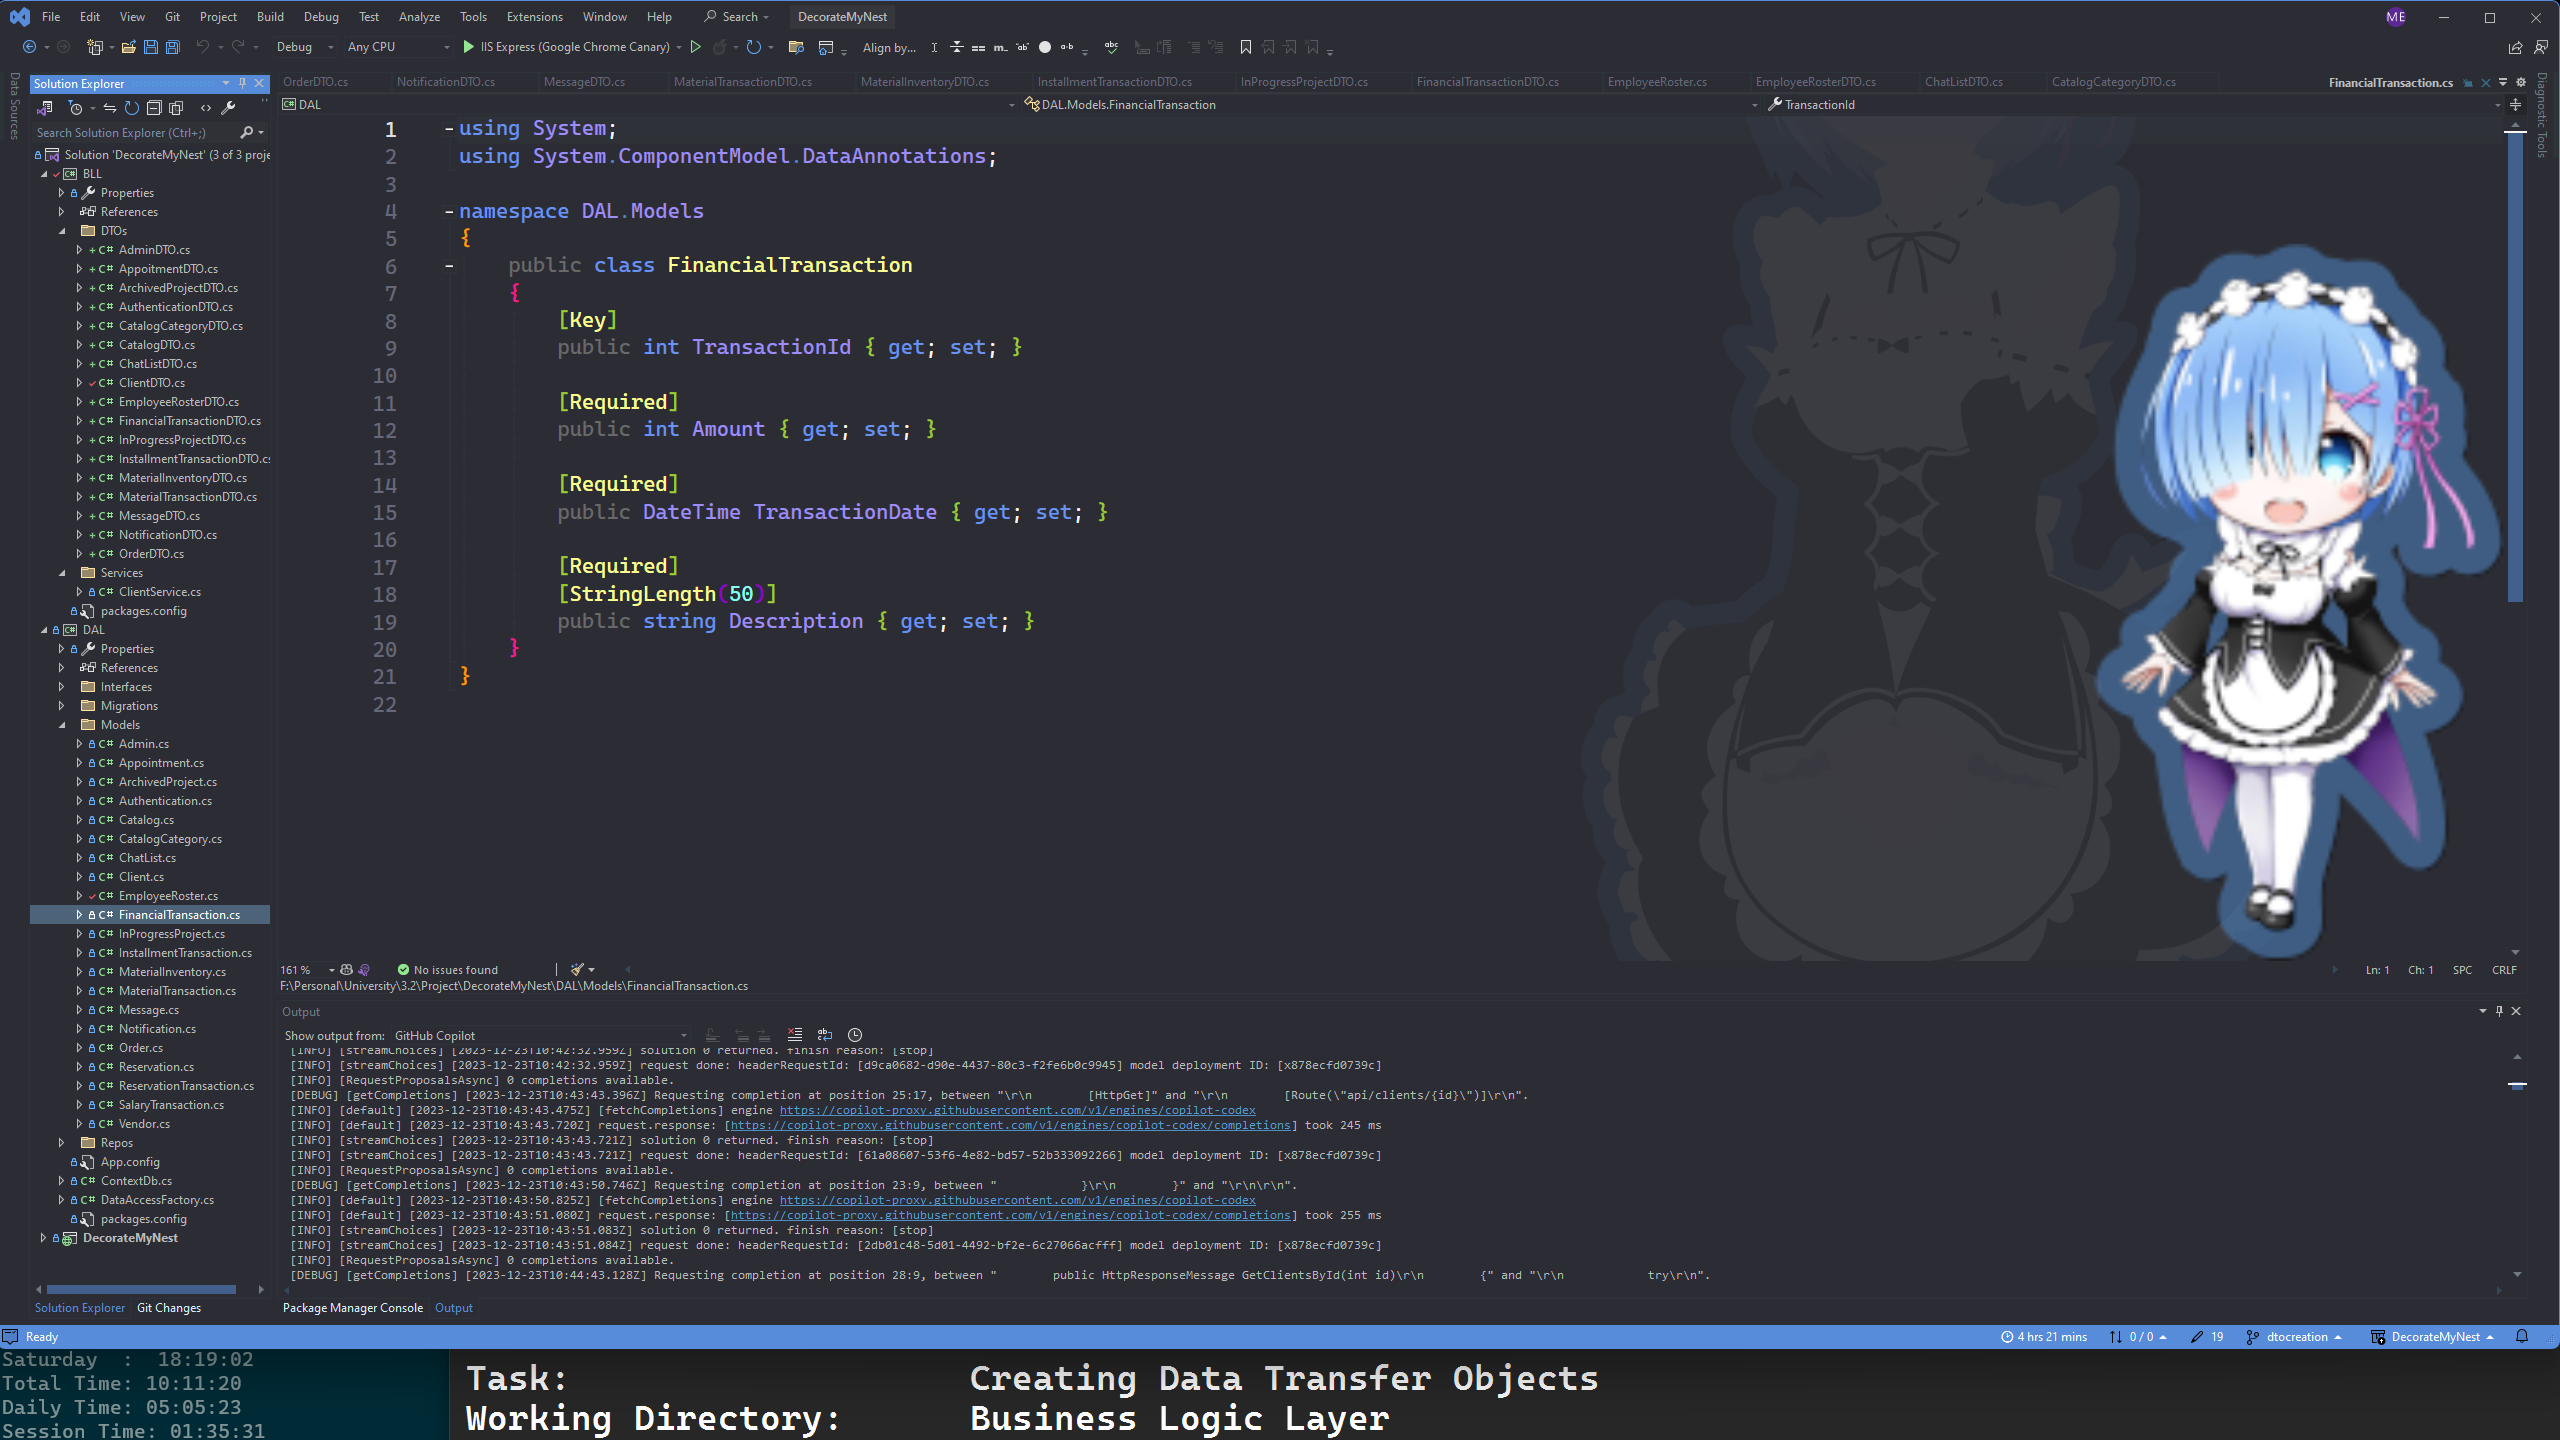 File Edit View Git Project Build Debug Test Analyze Tools Extensions Window Help Search DecorateMyNest ME
Debug Any CPU IIS Express (Google Chrome Canary) Align by...
Data Sources
Solution Explorer
Search Solution Explorer (Ctrl+;)
Solution 'DecorateMyNest' (3 of 3 proje
BLL
Properties
References
DTOs
AdminDTO.cs
AppoitmentDTO.cs
ArchivedProjectDTO.cs
AuthenticationDTO.cs
CatalogCategoryDTO.cs
CatalogDTO.cs
ChatListDTO.cs
ClientDTO.cs
EmployeeRosterDTO.cs
FinancialTransactionDTO.cs
InProgressProjectDTO.cs
InstallmentTransactionDTO.cs
MaterialInventoryDTO.cs
MaterialTransactionDTO.cs
MessageDTO.cs
NotificationDTO.cs
OrderDTO.cs
Services
ClientService.cs
packages.config
DAL
Properties
References
Interfaces
Migrations
Models
Admin.cs
Appointment.cs
ArchivedProject.cs
Authentication.cs
Catalog.cs
CatalogCategory.cs
ChatList.cs
Client.cs
EmployeeRoster.cs
FinancialTransaction.cs
InProgressProject.cs
InstallmentTransaction.cs
MaterialInventory.cs
MaterialTransaction.cs
Message.cs
Notification.cs
Order.cs
Reservation.cs
ReservationTransaction.cs
SalaryTransaction.cs
Vendor.cs
Repos
App.config
ContextDb.cs
DataAccessFactory.cs
packages.config
DecorateMyNest
Solution Explorer Git Changes
OrderDTO.cs NotificationDTO.cs MessageDTO.cs MaterialTransactionDTO.cs MaterialInventoryDTO.cs InstallmentTransactionDTO.cs InProgressProjectDTO.cs FinancialTransactionDTO.cs EmployeeRoster.cs EmployeeRosterDTO.cs ChatListDTO.cs CatalogCategoryDTO.cs FinancialTransaction.cs
DAL DAL.Models.FinancialTransaction TransactionId
Diagnostic Tools
1 using System;
2 using System.ComponentModel.DataAnnotations;
3
4 namespace DAL.Models
5 {
6 public class FinancialTransaction
7 {
8 [Key]
9 public int TransactionId { get; set; }
10
11 [Required]
12 public int Amount { get; set; }
13
14 [Required]
15 public DateTime TransactionDate { get; set; }
16
17 [Required]
18 [StringLength(50)]
19 public string Description { get; set; }
20 }
21 }
22
161 % No issues found Ln: 1 Ch: 1 SPC CRLF
F:\Personal\University\3.2\Project\DecorateMyNest\DAL\Models\FinancialTransaction.cs
Output
Show output from: GitHub Copilot
[INFO] [streamChoices] [2023-12-23T10:42:32.959Z] solution 0 returned. finish reason: [stop]
[INFO] [streamChoices] [2023-12-23T10:42:32.959Z] request done: headerRequestId: [d9ca0682-d90e-4437-80c3-f2fe6b0c9945] model deployment ID: [x878ecfd0739c]
[INFO] [RequestProposalsAsync] 0 completions available.
[DEBUG] [getCompletions] [2023-12-23T10:43:43.396Z] Requesting completion at position 25:17, between "\r\n [HttpGet]" and "\r\n [Route(\"api/clients/{id}\")]\r\n".
[INFO] [default] [2023-12-23T10:43:43.475Z] [fetchCompletions] engine https://copilot-proxy.githubusercontent.com/v1/engines/copilot-codex
[INFO] [default] [2023-12-23T10:43:43.720Z] request.response: [https://copilot-proxy.githubusercontent.com/v1/engines/copilot-codex/completions] took 245 ms
[INFO] [streamChoices] [2023-12-23T10:43:43.721Z] solution 0 returned. finish reason: [stop]
[INFO] [streamChoices] [2023-12-23T10:43:43.721Z] request done: headerRequestId: [61a08607-53f6-4e82-bd57-52b333092266] model deployment ID: [x878ecfd0739c]
[INFO] [RequestProposalsAsync] 0 completions available.
[DEBUG] [getCompletions] [2023-12-23T10:43:50.746Z] Requesting completion at position 23:9, between " }\r\n }" and "\r\n\r\n".
[INFO] [default] [2023-12-23T10:43:50.825Z] [fetchCompletions] engine https://copilot-proxy.githubusercontent.com/v1/engines/copilot-codex
[INFO] [default] [2023-12-23T10:43:51.080Z] request.response: [https://copilot-proxy.githubusercontent.com/v1/engines/copilot-codex/completions] took 255 ms
[INFO] [streamChoices] [2023-12-23T10:43:51.083Z] solution 0 returned. finish reason: [stop]
[INFO] [streamChoices] [2023-12-23T10:43:51.084Z] request done: headerRequestId: [2db01c48-5d01-4492-bf2e-6c27066acfff] model deployment ID: [x878ecfd0739c]
[INFO] [RequestProposalsAsync] 0 completions available.
[DEBUG] [getCompletions] [2023-12-23T10:44:43.128Z] Requesting completion at position 28:9, between " public HttpResponseMessage GetClientsById(int id)\r\n {" and "\r\n try\r\n".
Package Manager Console Output
Ready 4 hrs 21 mins 0 / 0 19 dtocreation DecorateMyNest
Saturday : 18:19:02
Total Time: 10:11:20
Daily Time: 05:05:23
Session Time: 01:35:31
Task: Creating Data Transfer Objects
Working Directory: Business Logic Layer